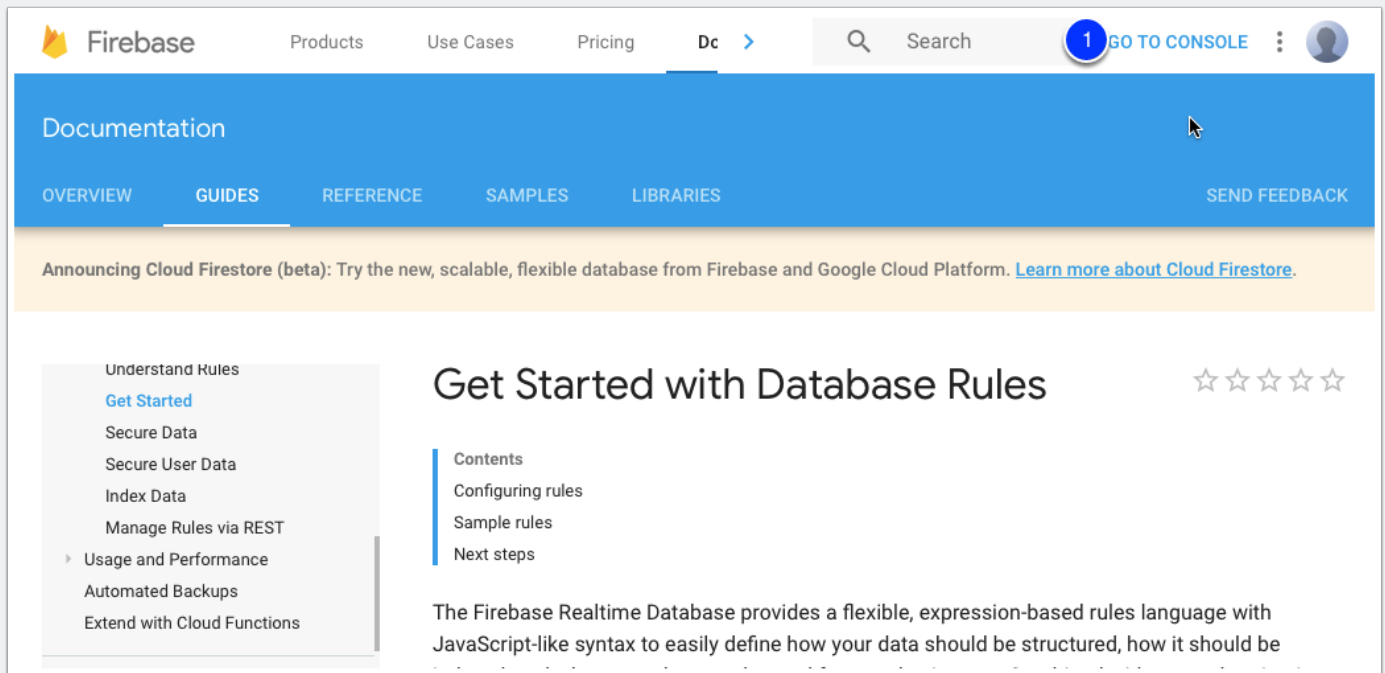 Firebase Products Use Cases Pricing Dc Search 1 GO TO CONSOLE
Documentation
OVERVIEW GUIDES REFERENCE SAMPLES LIBRARIES SEND FEEDBACK
Announcing Cloud Firestore (beta): Try the new, scalable, flexible database from Firebase and Google Cloud Platform. Learn more about Cloud Firestore.
Understand Rules
Get Started
Secure Data
Secure User Data
Index Data
Manage Rules via REST
Usage and Performance
Automated Backups
Extend with Cloud Functions
Get Started with Database Rules
Contents
Configuring rules
Sample rules
Next steps
The Firebase Realtime Database provides a flexible, expression-based rules language with
JavaScript-like syntax to easily define how your data should be structured, how it should be